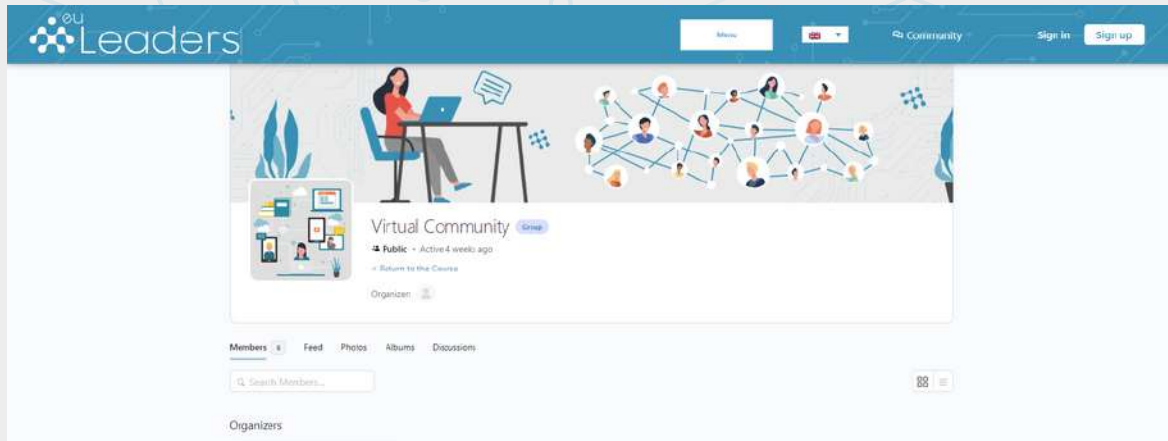 eu
Leaders
Menu
Community
Sign in
Sign up
Virtual Community Group
Public • Active 4 weeks ago
Return to the Course
Organizer:
Members 6 Feed Photos Albums Discussions
Search Members...
Organizers